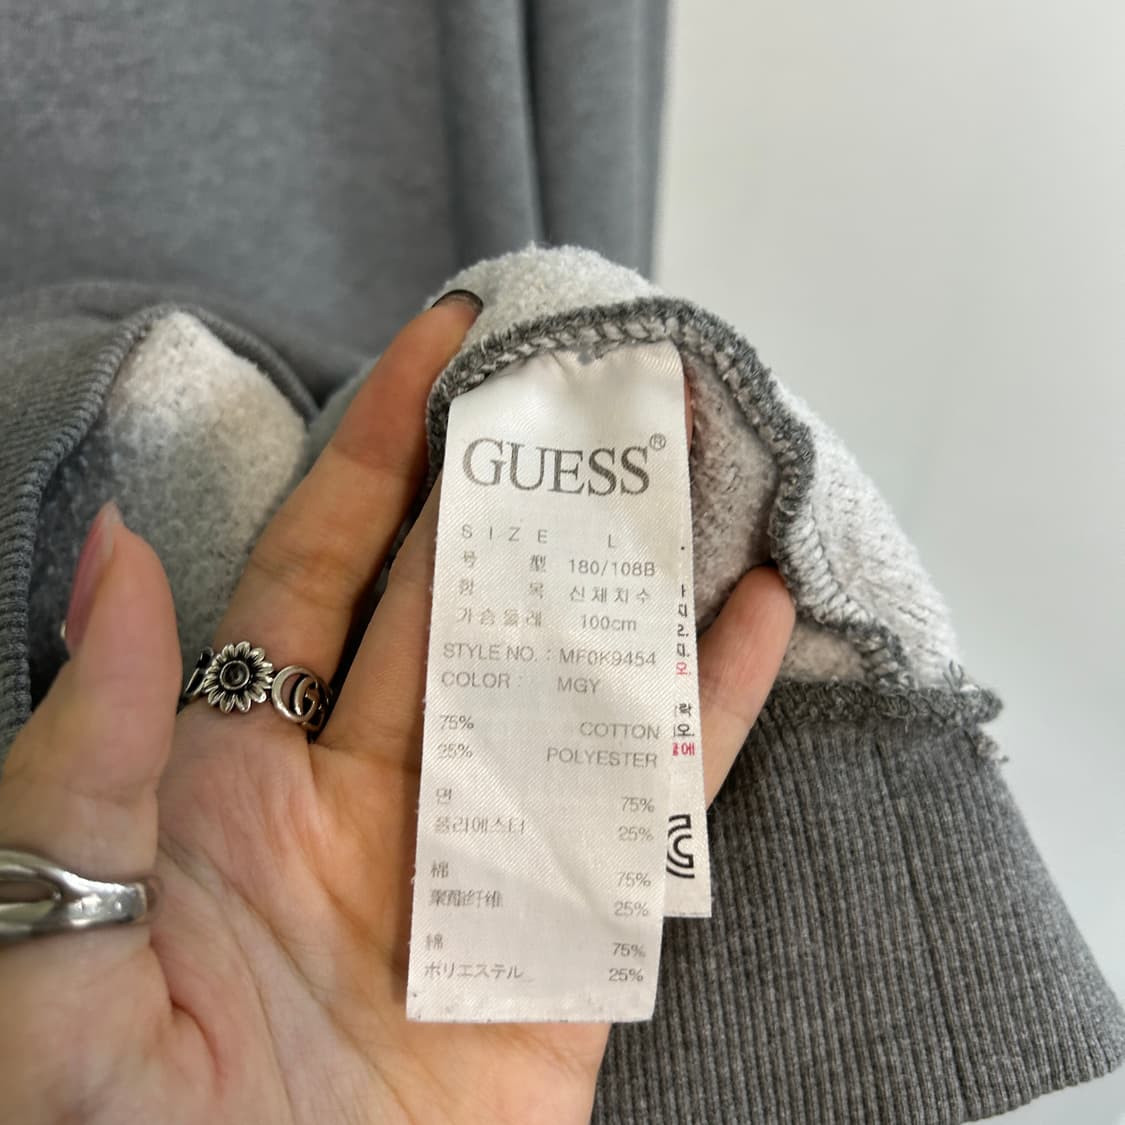 GUESS®
SIZE L
号型 180/108B
항목 신체치수
가슴둘레 100cm
STYLE NO. : MF0K9454
COLOR : MGY
75% COTTON
25% POLYESTER
면 75%
폴리에스터 25%
棉 75%
聚酯纤维 25%
綿 75%
ポリエステル 25%